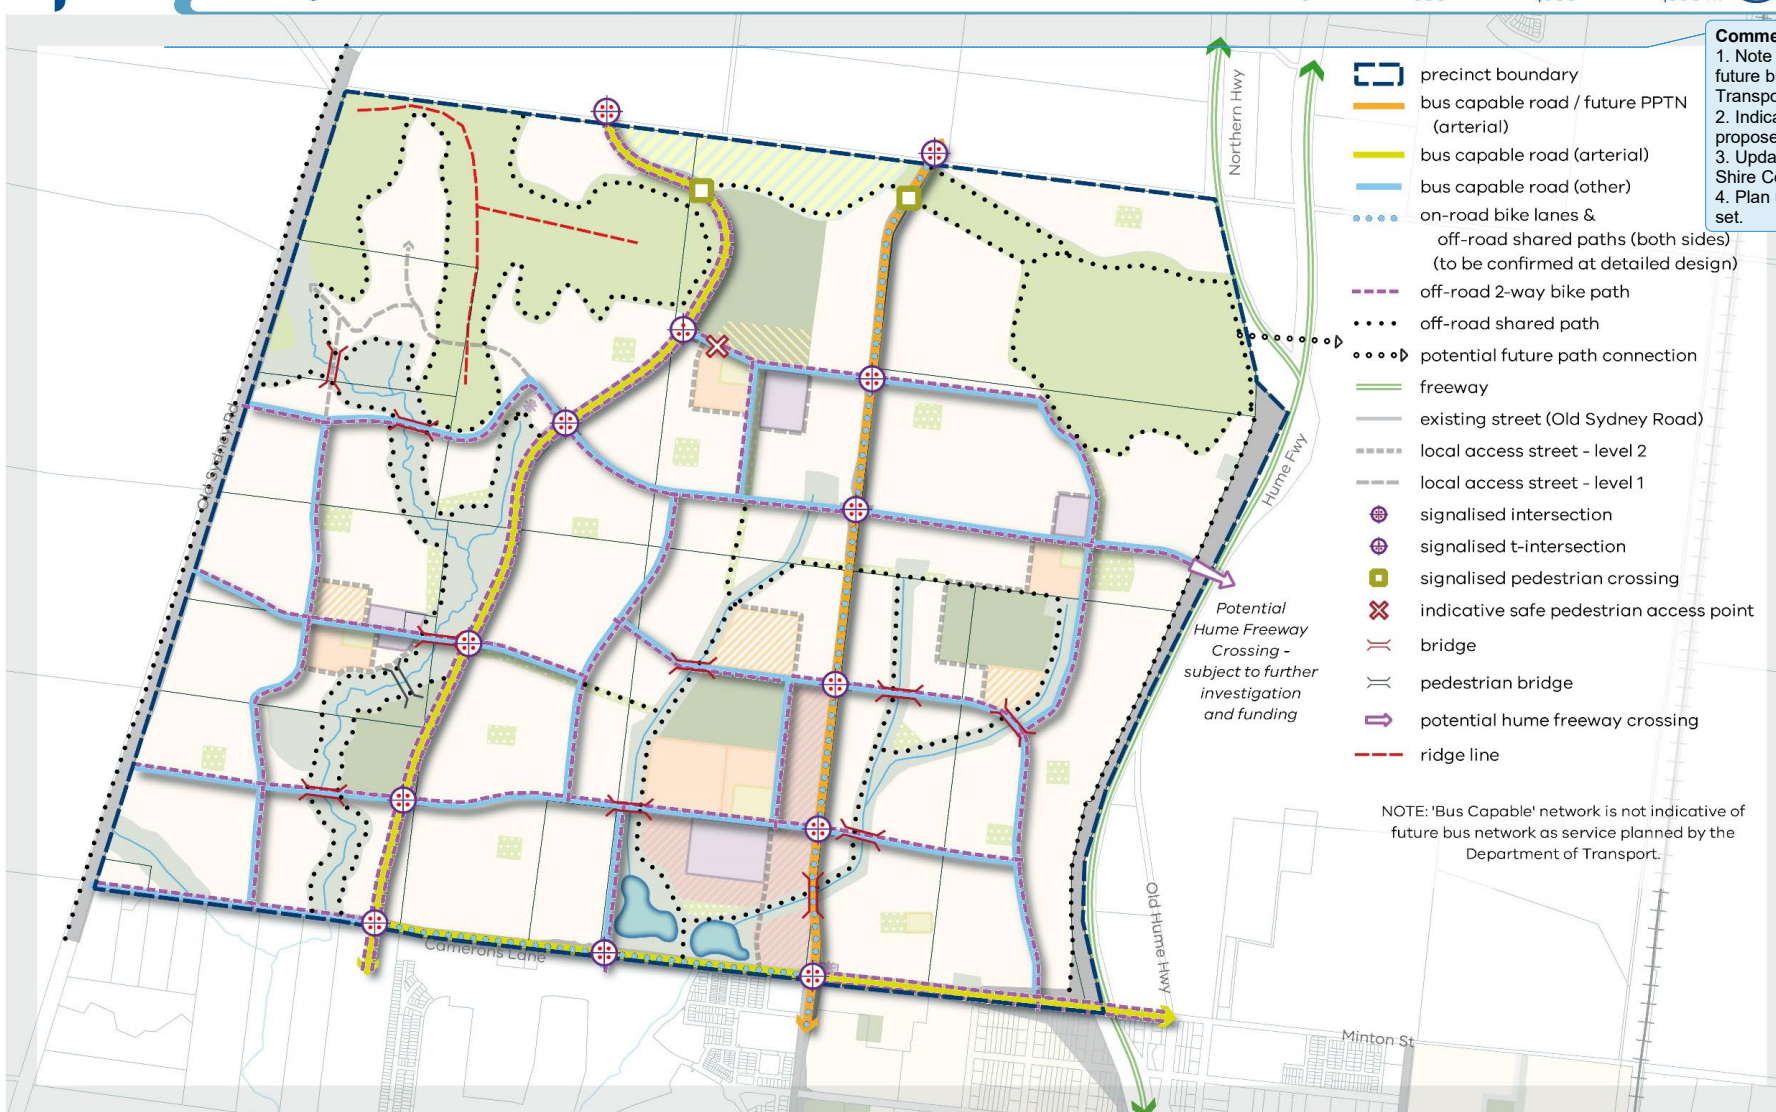 Comme
1. Note
future b
Transpo
2. Indica
propose
3. Upda
Shire Co
4. Plan
set.
precinct boundary
bus capable road / future PPTN
(arterial)
bus capable road (arterial)
bus capable road (other)
on-road bike lanes &
off-road shared paths (both sides)
(to be confirmed at detailed design)
off-road 2-way bike path
off-road shared path
potential future path connection
freeway
existing street (Old Sydney Road)
local access street - level 2
local access street - level 1
signalised intersection
signalised t-intersection
signalised pedestrian crossing
indicative safe pedestrian access point
bridge
pedestrian bridge
potential hume freeway crossing
ridge line
NOTE: 'Bus Capable' network is not indicative of
future bus network as service planned by the
Department of Transport.
Northern Hwy
Hume Fwy
Old Sydney Rd
Potential
Hume Freeway
Crossing -
subject to further
investigation
and funding
Old Hume Hwy
Camerons Lane
Minton St